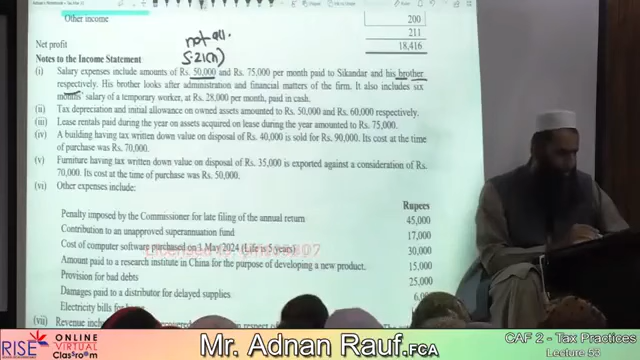 Other income
200
211
Net profit
18,416
not all.
S.21(n)
Notes to the Income Statement
(i) Salary expenses include amounts of Rs. 50,000 and Rs. 75,000 per month paid to Sikandar and his brother
respectively. His brother looks after administration and financial matters of the firm. It also includes six
months' salary of a temporary worker, at Rs. 28,000 per month, paid in cash.
(ii) Tax depreciation and initial allowance on owned assets amounted to Rs. 50,000 and Rs. 60,000 respectively.
(iii) Lease rentals paid during the year on assets acquired on lease during the year amounted to Rs. 75,000.
(iv) A building having tax written down value on disposal of Rs. 40,000 is sold for Rs. 90,000. Its cost at the time
of purchase was Rs. 70,000.
(v) Furniture having tax written down value on disposal of Rs. 35,000 is exported against a consideration of Rs.
70,000. Its cost at the time of purchase was Rs. 50,000.
(vi) Other expenses include:
Rupees
Penalty imposed by the Commissioner for late filing of the annual return 45,000
Contribution to an unapproved superannuation fund 17,000
Cost of computer software purchased on 3 May 2024 (Life is 5 years) 30,000
Amount paid to a research institute in China for the purpose of developing a new product. 15,000
Provision for bad debts 25,000
Damages paid to a distributor for delayed supplies
Electricity bills for
(vii) Revenue
RISE
ONLINE
VIRTUAL
Classroom
Mr. Adnan Rauf.FCA
CAF 2 - Tax Practices
Lecture 53